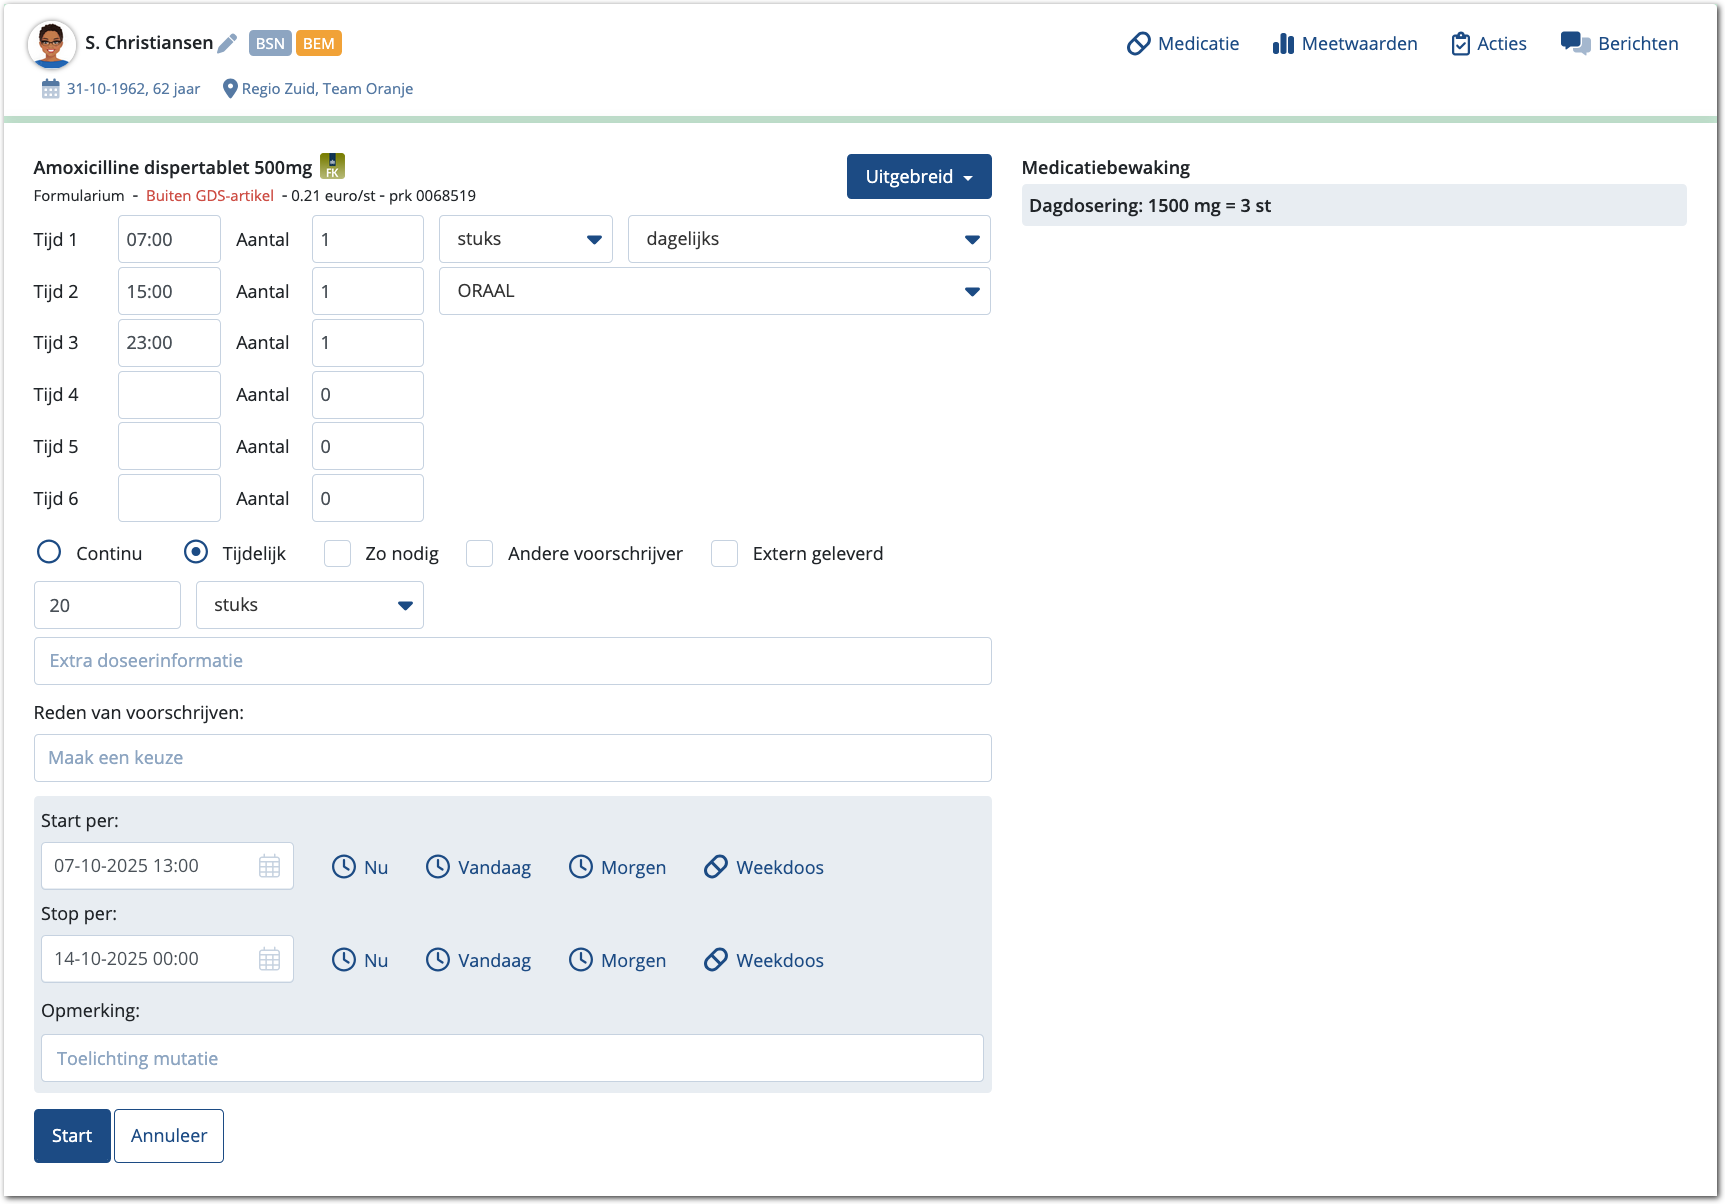 S. Christiansen BSN BEM
Medicatie Meetwaarden Acties Berichten
31-10-1962, 62 jaar Regio Zuid, Team Oranje
Amoxicilline dispertablet 500mg FK
Formularium - Buiten GDS-artikel - 0.21 euro/st - prk 0068519
Uitgebreid
Medicatiebewaking
Dagdosering: 1500 mg = 3 st
Tijd 1 07:00 Aantal 1 stuks dagelijks
Tijd 2 15:00 Aantal 1 ORAAL
Tijd 3 23:00 Aantal 1
Tijd 4 Aantal 0
Tijd 5 Aantal 0
Tijd 6 Aantal 0
Continu Tijdelijk Zo nodig Andere voorschrijver Extern geleverd
20 stuks
Extra doseerinformatie
Reden van voorschrijven:
Maak een keuze
Start per:
07-10-2025 13:00 Nu Vandaag Morgen Weekdoos
Stop per:
14-10-2025 00:00 Nu Vandaag Morgen Weekdoos
Opmerking:
Toelichting mutatie
Start Annuleer